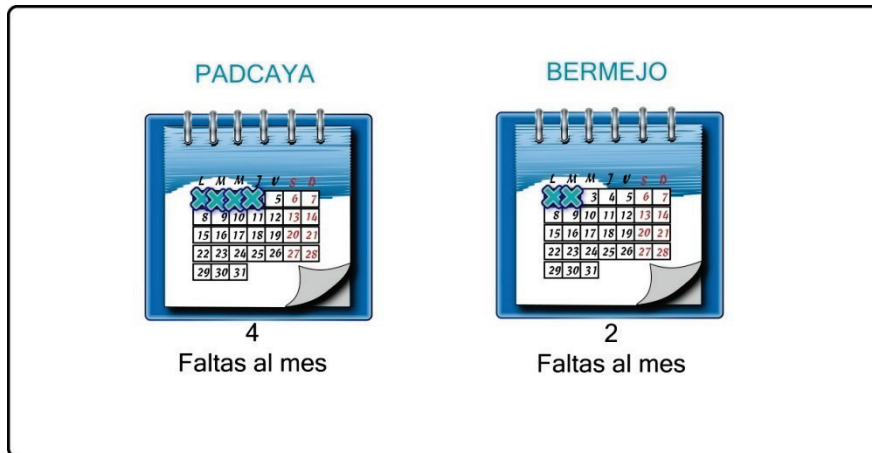 PADCAYA
L M M J V S D
5 6 7
8 9 10 11 12 13 14
15 16 17 18 19 20 21
22 23 24 25 26 27 28
29 30 31
4
Faltas al mes
BERMEJO
L M M J V S D
3 4 5 6 7
8 9 10 11 12 13 14
15 16 17 18 19 20 21
22 23 24 25 26 27 28
29 30 31
2
Faltas al mes